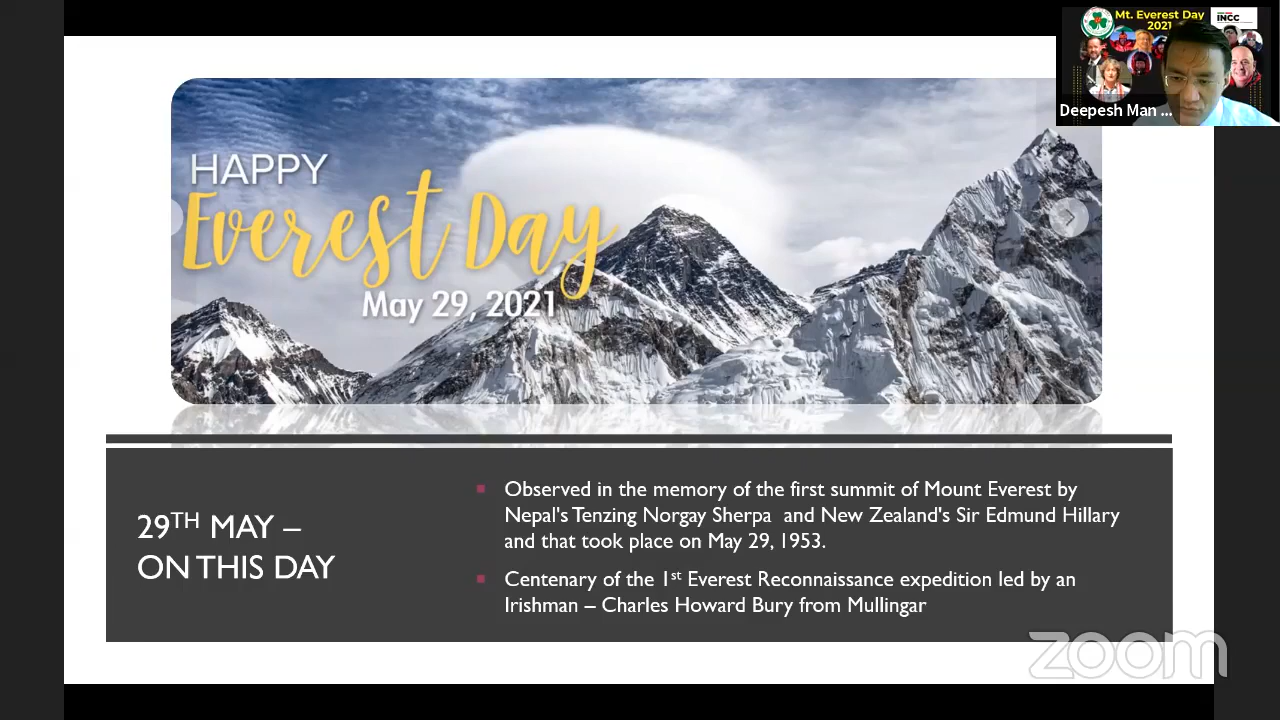 Mt. Everest Day
2021
INCC
Deepesh Man ...
HAPPY
Everest Day
May 29, 2021
29TH MAY –
ON THIS DAY
Observed in the memory of the first summit of Mount Everest by
Nepal's Tenzing Norgay Sherpa and New Zealand's Sir Edmund Hillary
and that took place on May 29, 1953.
Centenary of the 1st Everest Reconnaissance expedition led by an
Irishman – Charles Howard Bury from Mullingar
zoom